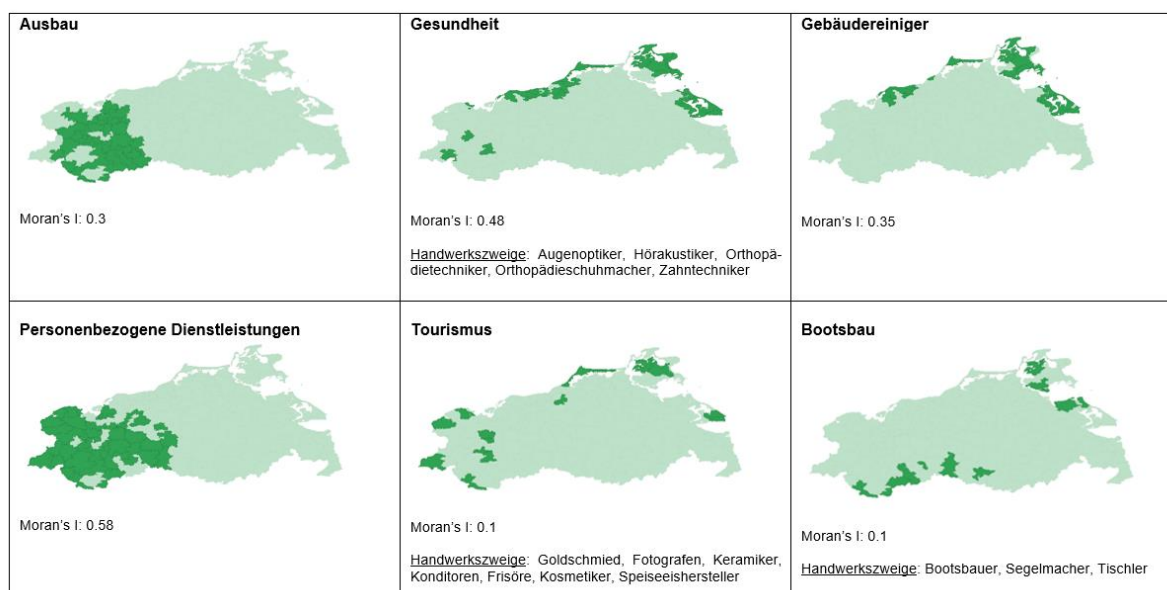 Ausbau
Moran's I: 0.3
Gesundheit
Moran's I: 0.48
Handwerkszweige: Augenoptiker, Hörakustiker, Orthopä-
dietechniker, Orthopädieschuhmacher, Zahntechniker
Gebäudereiniger
Moran's I: 0.35
Personenbezogene Dienstleistungen
Moran's I: 0.58
Tourismus
Moran's I: 0.1
Handwerkszweige: Goldschmied, Fotografen, Keramiker,
Konditoren, Frisöre, Kosmetiker, Speiseeishersteller
Bootsbau
Moran's I: 0.1
Handwerkszweige: Bootsbauer, Segelmacher, Tischler